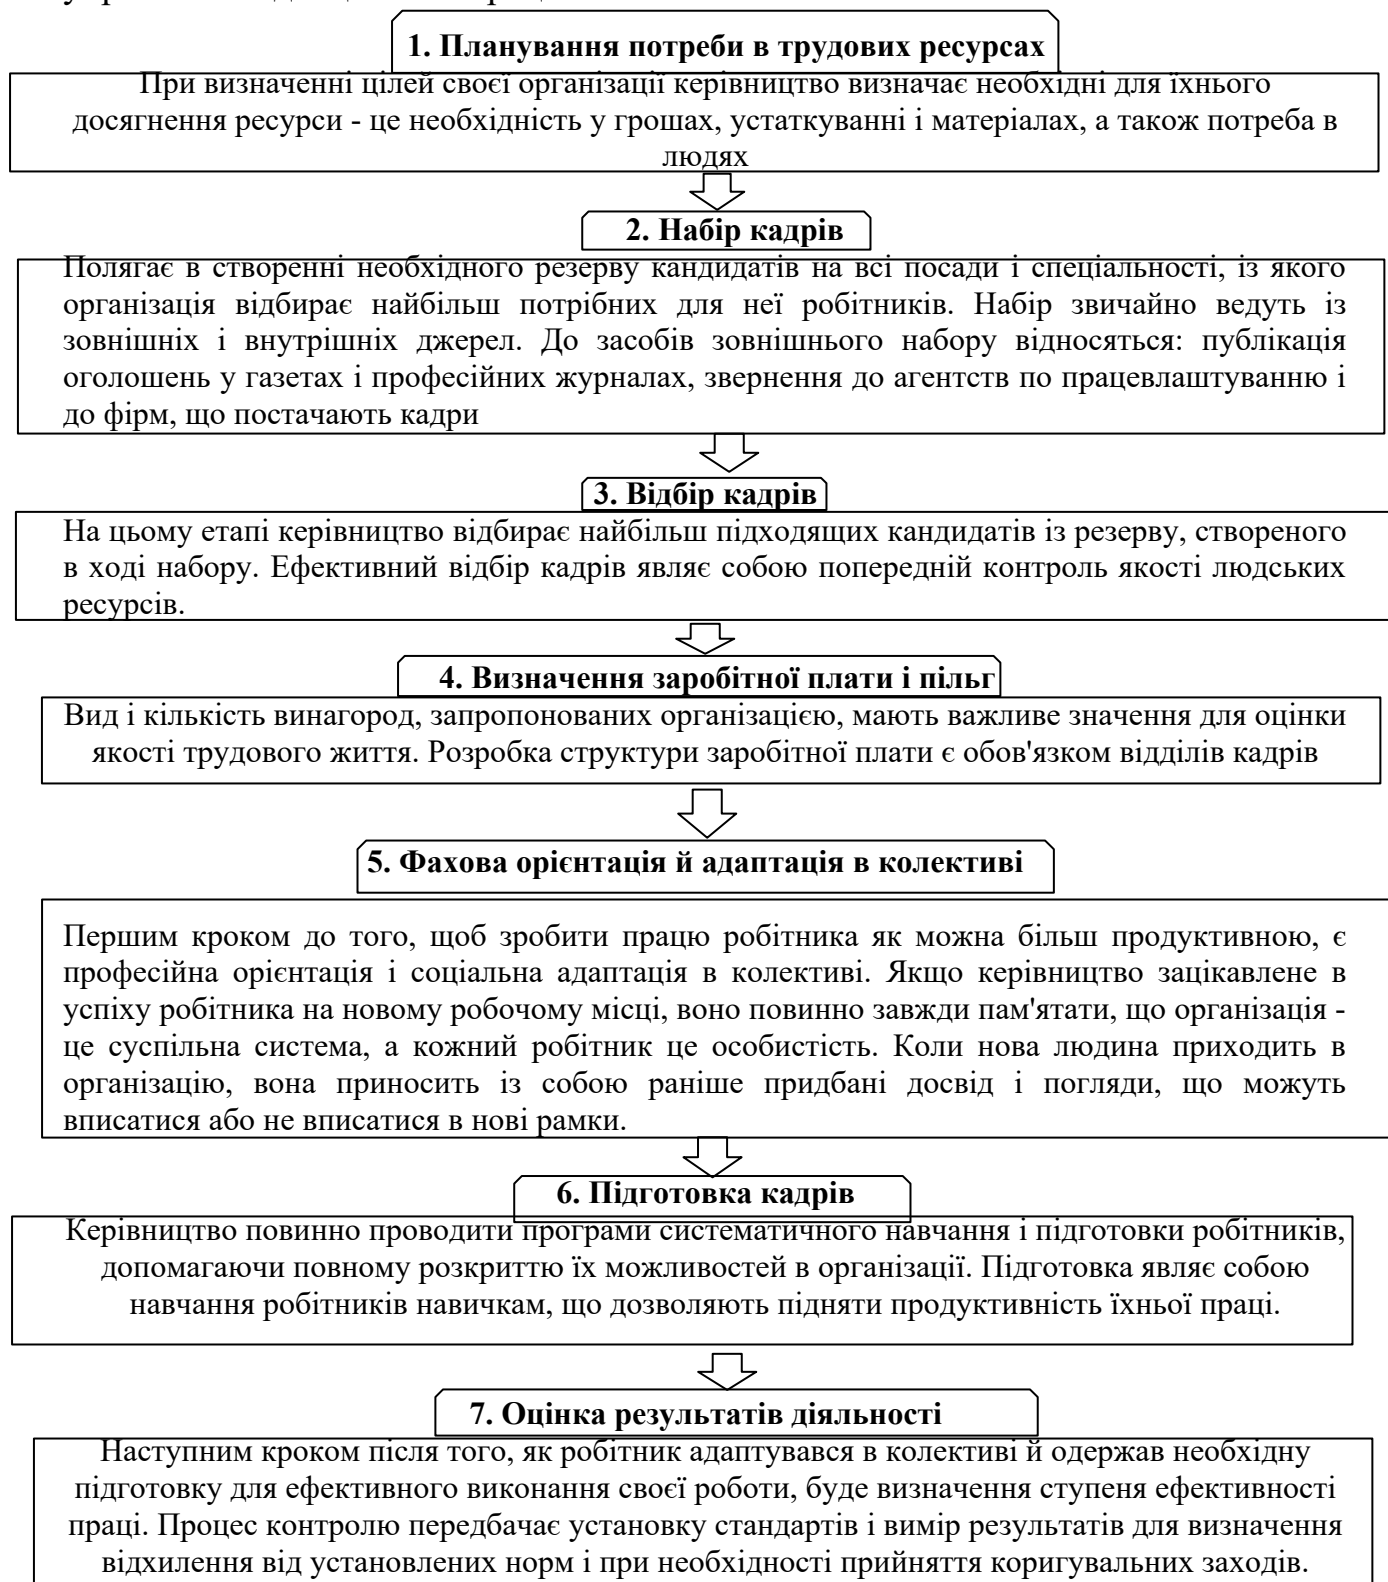 1. Планування потреби в трудових ресурсах
При визначенні цілей своєї організації керівництво визначає необхідні для їхнього
досягнення ресурси - це необхідність у грошах, устаткуванні і матеріалах, а також потреба в
людях
2. Набір кадрів
Полягає в створенні необхідного резерву кандидатів на всі посади і спеціальності, із якого
організація відбирає найбільш потрібних для неї робітників. Набір звичайно ведуть із
зовнішніх і внутрішніх джерел. До засобів зовнішнього набору відносяться: публікація
оголошень у газетах і професійних журналах, звернення до агентств по працевлаштуванню і
до фірм, що постачають кадри
3. Відбір кадрів
На цьому етапі керівництво відбирає найбільш підходящих кандидатів із резерву, створеного
в ході набору. Ефективний відбір кадрів являє собою попередній контроль якості людських
ресурсів.
4. Визначення заробітної плати і пільг
Вид і кількість винагород, запропонованих організацією, мають важливе значення для оцінки
якості трудового життя. Розробка структури заробітної плати є обов'язком відділів кадрів
5. Фахова орієнтація й адаптація в колективі
Першим кроком до того, щоб зробити працю робітника як можна більш продуктивною, є
професійна орієнтація і соціальна адаптація в колективі. Якщо керівництво зацікавлене в
успіху робітника на новому робочому місці, воно повинно завжди пам'ятати, що організація -
це суспільна система, а кожний робітник це особистість. Коли нова людина приходить в
організацію, вона приносить із собою раніше придбані досвід і погляди, що можуть
вписатися або не вписатися в нові рамки.
6. Підготовка кадрів
Керівництво повинно проводити програми систематичного навчання і підготовки робітників,
допомагаючи повному розкриттю їх можливостей в організації. Підготовка являє собою
навчання робітників навичкам, що дозволяють підняти продуктивність їхньої праці.
7. Оцінка результатів діяльності
Наступним кроком після того, як робітник адаптувався в колективі й одержав необхідну
підготовку для ефективного виконання своєї роботи, буде визначення ступеня ефективності
праці. Процес контролю передбачає установку стандартів і вимір результатів для визначення
відхилення від установлених норм і при необхідності прийняття коригувальних заходів.